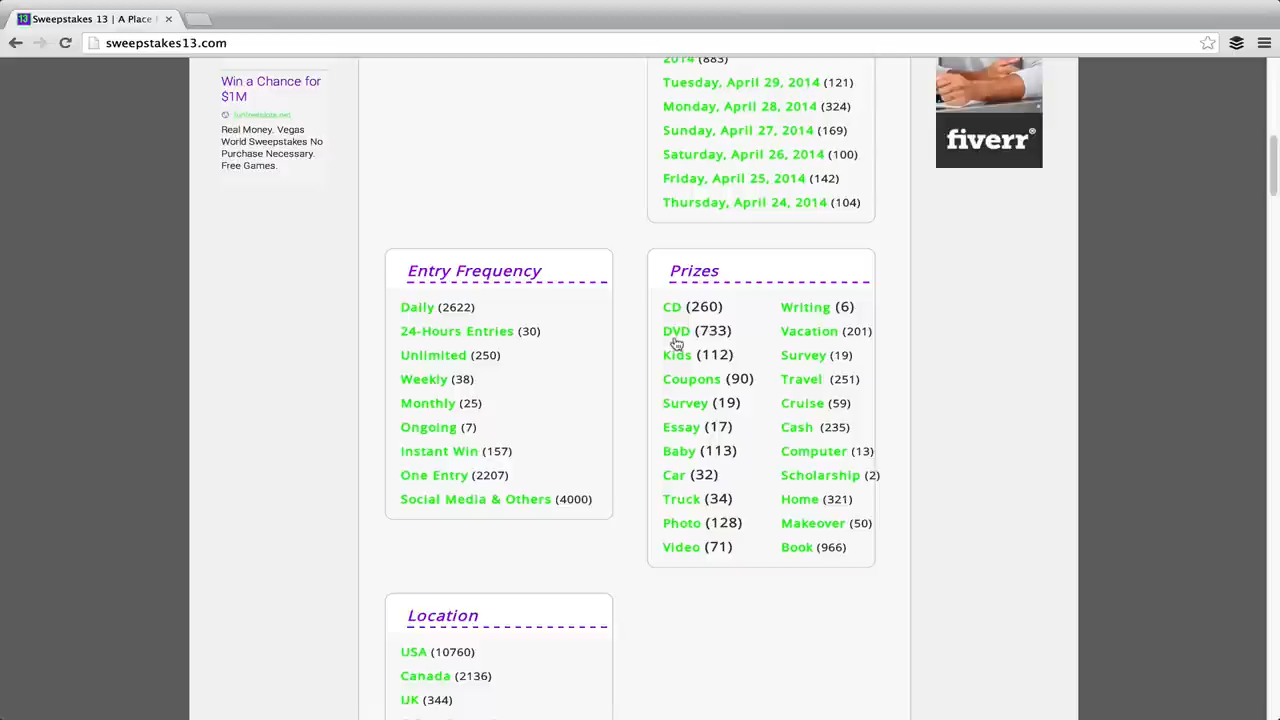 Sweepstakes 13 | A Place
sweepstakes13.com
Win a Chance for
$1M
Real Money. Vegas
World Sweepstakes No
Purchase Necessary.
Free Games.
2014 (883)
Tuesday, April 29, 2014 (121)
Monday, April 28, 2014 (324)
Sunday, April 27, 2014 (169)
Saturday, April 26, 2014 (100)
Friday, April 25, 2014 (142)
Thursday, April 24, 2014 (104)
fiverr®
Entry Frequency
Daily (2622)
24-Hours Entries (30)
Unlimited (250)
Weekly (38)
Monthly (25)
Ongoing (7)
Instant Win (157)
One Entry (2207)
Social Media & Others (4000)
Prizes
CD (260)
DVD (733)
Kids (112)
Coupons (90)
Survey (19)
Essay (17)
Baby (113)
Car (32)
Truck (34)
Photo (128)
Video (71)
Writing (6)
Vacation (201)
Survey (19)
Travel (251)
Cruise (59)
Cash (235)
Computer (13)
Scholarship (2)
Home (321)
Makeover (50)
Book (966)
Location
USA (10760)
Canada (2136)
UK (344)